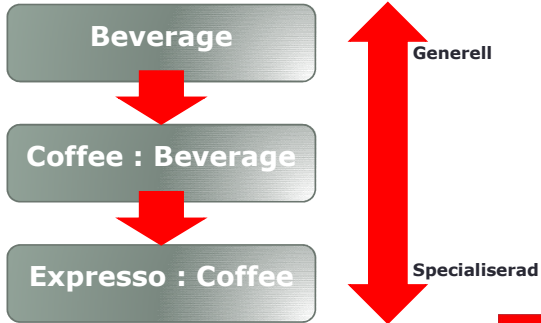 Beverage
Generell
Coffee : Beverage
Expresso : Coffee
Specialiserad